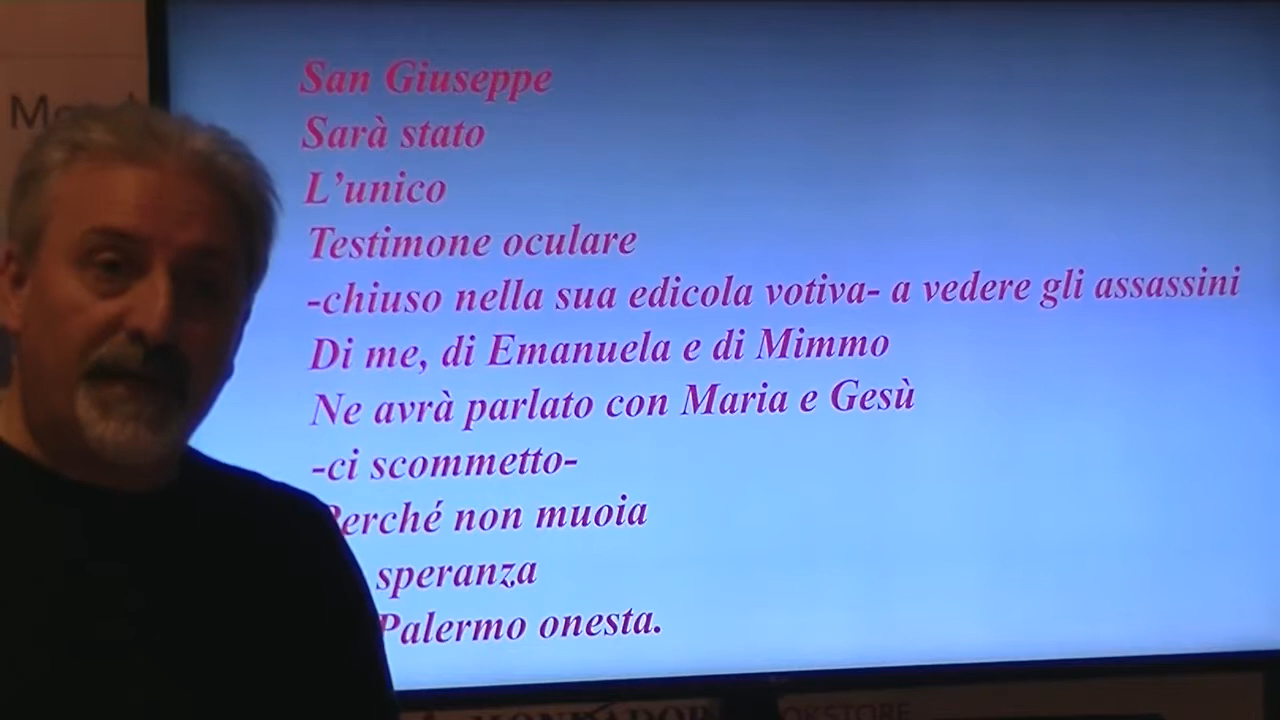 San Giuseppe
Sarà stato
L'unico
Testimone oculare
-chiuso nella sua edicola votiva- a vedere gli assassini
Di me, di Emanuela e di Mimmo
Ne avrà parlato con Maria e Gesù
-ci scommetto-
Perché non muoia
speranza
Palermo onesta.